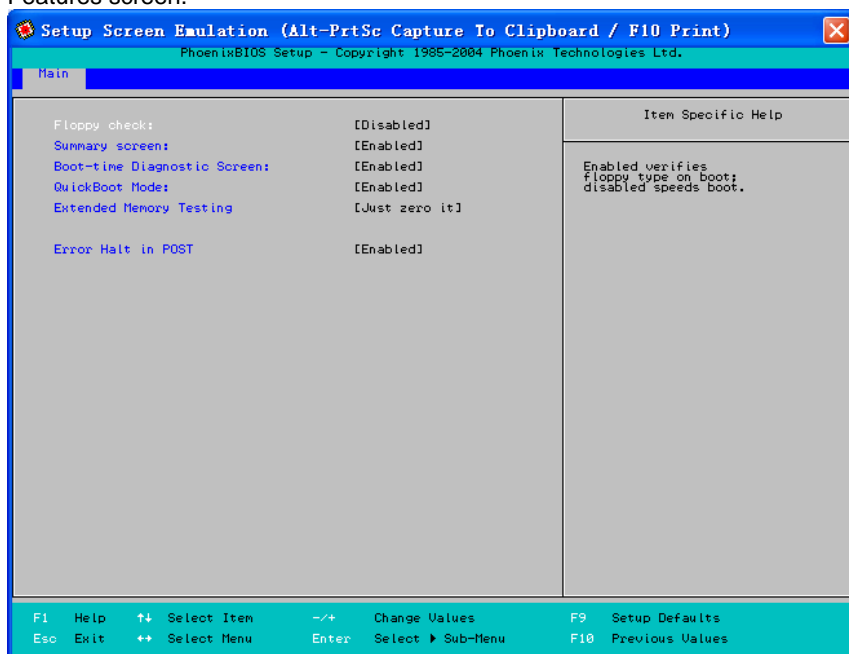 Features screen.
Setup Screen Emulation (Alt-PrtSc Capture To Clipboard / F10 Print)
PhoenixBIOS Setup - Copyright 1985-2004 Phoenix Technologies Ltd.
Main
Item Specific Help
Floppy check: [Disabled]
Summary screen: [Enabled]
Boot-time Diagnostic Screen: [Enabled]
QuickBoot Mode: [Enabled]
Extended Memory Testing [Just zero it]
Error Halt in POST [Enabled]
Enabled verifies
floppy type on boot;
disabled speeds boot.
F1 Help ↑↓ Select Item -/+ Change Values F9 Setup Defaults
Esc Exit ↔ Select Menu Enter Select ▶ Sub-Menu F10 Previous Values